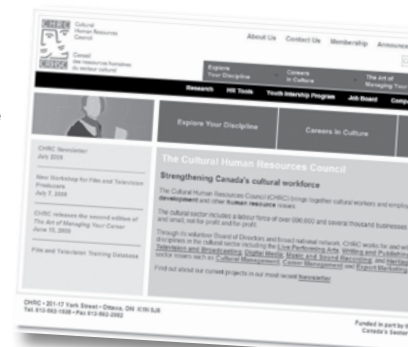 CHRC
CRHSC
Cultural
Human Resources
Council
Conseil
des ressources humaines
du secteur culturel
About Us Contact Us Membership
Explore
Your Discipline
Careers
in Culture
The Art of
Managing Your
Research HR Tools Youth Internship Program Job Board
Explore Your Discipline
Careers in Culture
CHRC Newsletter
July 2009
New Workshop for Film and Television
Producers
July 7, 2009
CHRC releases the second edition of
The Art of Managing Your Career
June 15, 2009
Film and Television Training Database
The Cultural Human Resources Council
Strengthening Canada's cultural workforce
The Cultural Human Resources Council (CHRC) brings together cultural workers and
development and other human resource issues.
The cultural sector includes a labour force of over 600,000 and several thousand businesses
and small, not for profit and for profit.
Through its volunteer Board of Directors and broad national network, CHRC works for and with
disciplines in the cultural sector including the Live Performing Arts, Writing and
Television and Broadcasting, Digital Media, Music and Sound Recording, and
sector issues such as Cultural Management, Career Management and Export Marketing
Find out about our current projects in our most recent Newsletter
CHRC • 201-17 York Street • Ottawa, ON K1N 9J6
Tel: 613-562-1535 • Fax 613-562-2982
Funded in part by
Canada's